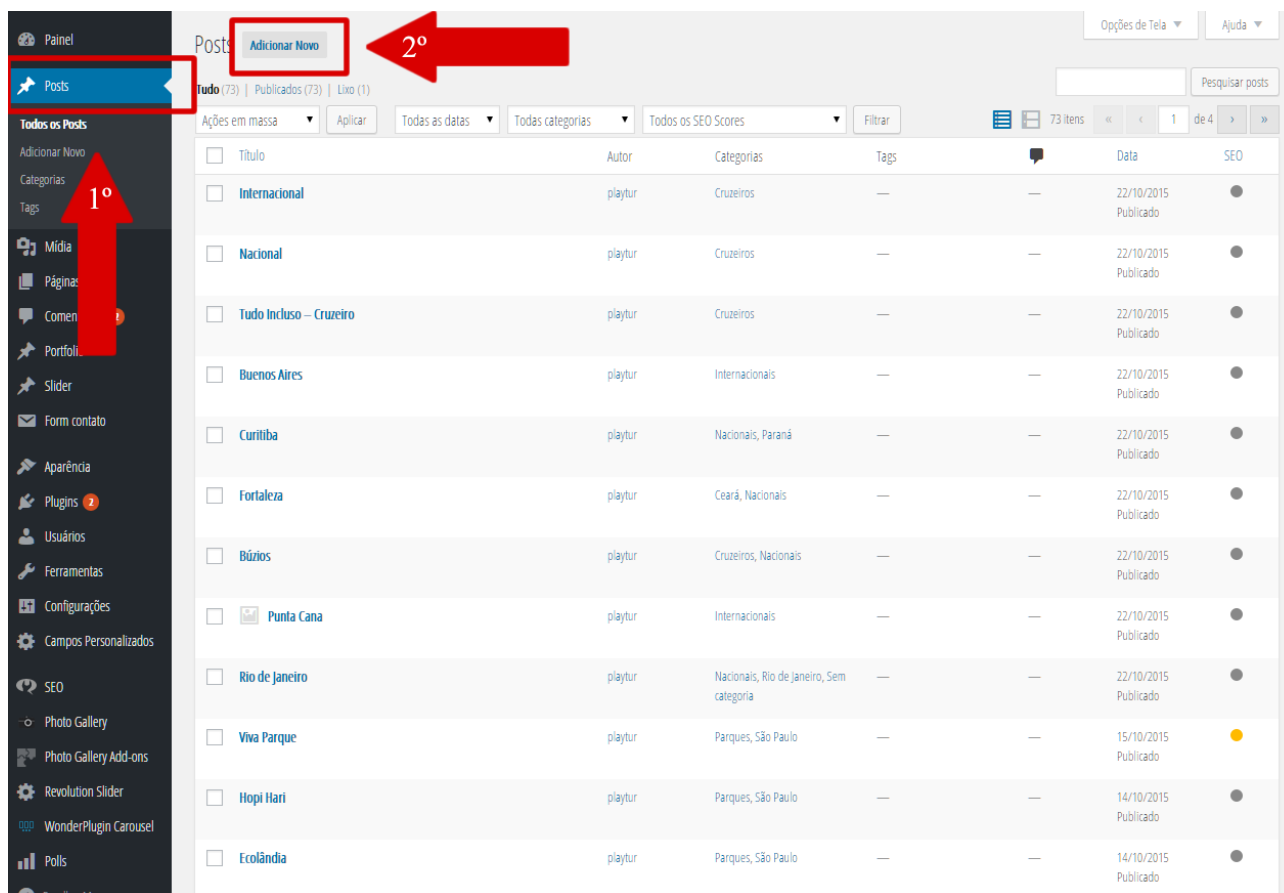 Opções de Tela ▼ Ajuda ▼
Painel
Posts Adicionar Novo 2º
Posts
Pesquisar posts
Tudo (73) | Publicados (73) | Lixo (1)
Ações em massa ▼ Aplicar Todas as datas ▼ Todas categorias ▼ Todos os SEO Scores ▼ Filtrar 73 itens « ‹ 1 de 4 › »
Todos os Posts
Adicionar Novo
Categorias
Tags
1º
Mídia
Páginas
Comen
Portfoli
Slider
Form contato
Aparência
Plugins 2
Usuários
Ferramentas
Configurações
Campos Personalizados
SEO
Photo Gallery
Photo Gallery Add-ons
Revolution Slider
WonderPlugin Carousel
Polls
Título Autor Categorias Tags Data SEO
Internacional playtur Cruzeiros — — 22/10/2015
Publicado
Nacional playtur Cruzeiros — — 22/10/2015
Publicado
Tudo Incluso – Cruzeiro playtur Cruzeiros — — 22/10/2015
Publicado
Buenos Aires playtur Internacionais — — 22/10/2015
Publicado
Curitiba playtur Nacionais, Paraná — — 22/10/2015
Publicado
Fortaleza playtur Ceará, Nacionais — — 22/10/2015
Publicado
Búzios playtur Cruzeiros, Nacionais — — 22/10/2015
Publicado
Punta Cana playtur Internacionais — — 22/10/2015
Publicado
Rio de Janeiro playtur Nacionais, Rio de Janeiro, Sem — — 22/10/2015
categoria Publicado
Viva Parque playtur Parques, São Paulo — — 15/10/2015
Publicado
Hopi Hari playtur Parques, São Paulo — — 14/10/2015
Publicado
Ecolândia playtur Parques, São Paulo — — 14/10/2015
Publicado